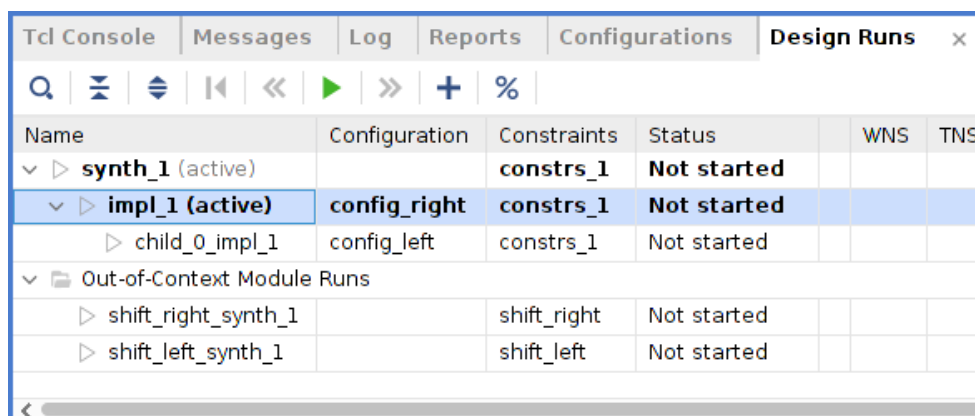 Tcl Console Messages Log Reports Configurations Design Runs ×
%
Name Configuration Constraints Status WNS TNS
synth_1 (active) constrs_1 Not started
impl_1 (active) config_right constrs_1 Not started
child_0_impl_1 config_left constrs_1 Not started
Out-of-Context Module Runs
shift_right_synth_1 shift_right Not started
shift_left_synth_1 shift_left Not started